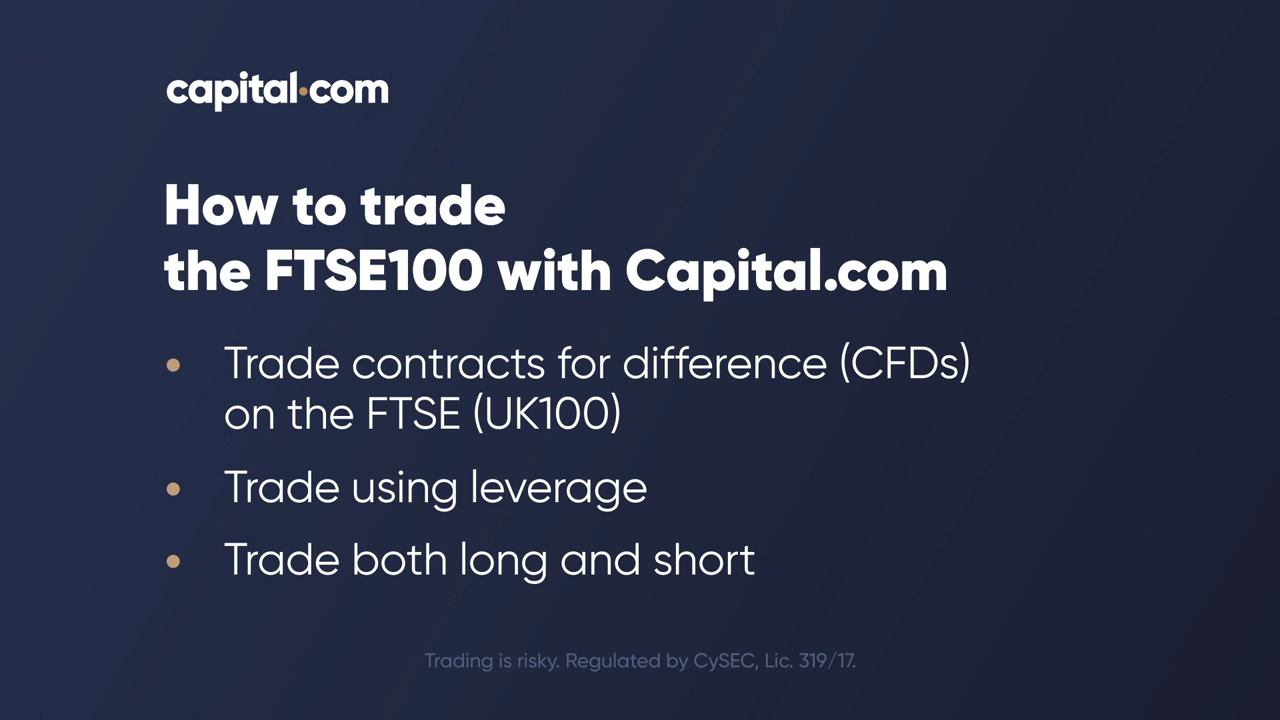 capital•com
How to trade
the FTSE100 with Capital.com
• Trade contracts for difference (CFDs)
on the FTSE (UK100)
• Trade using leverage
• Trade both long and short
Trading is risky. Regulated by CySEC, Lic. 319/17.